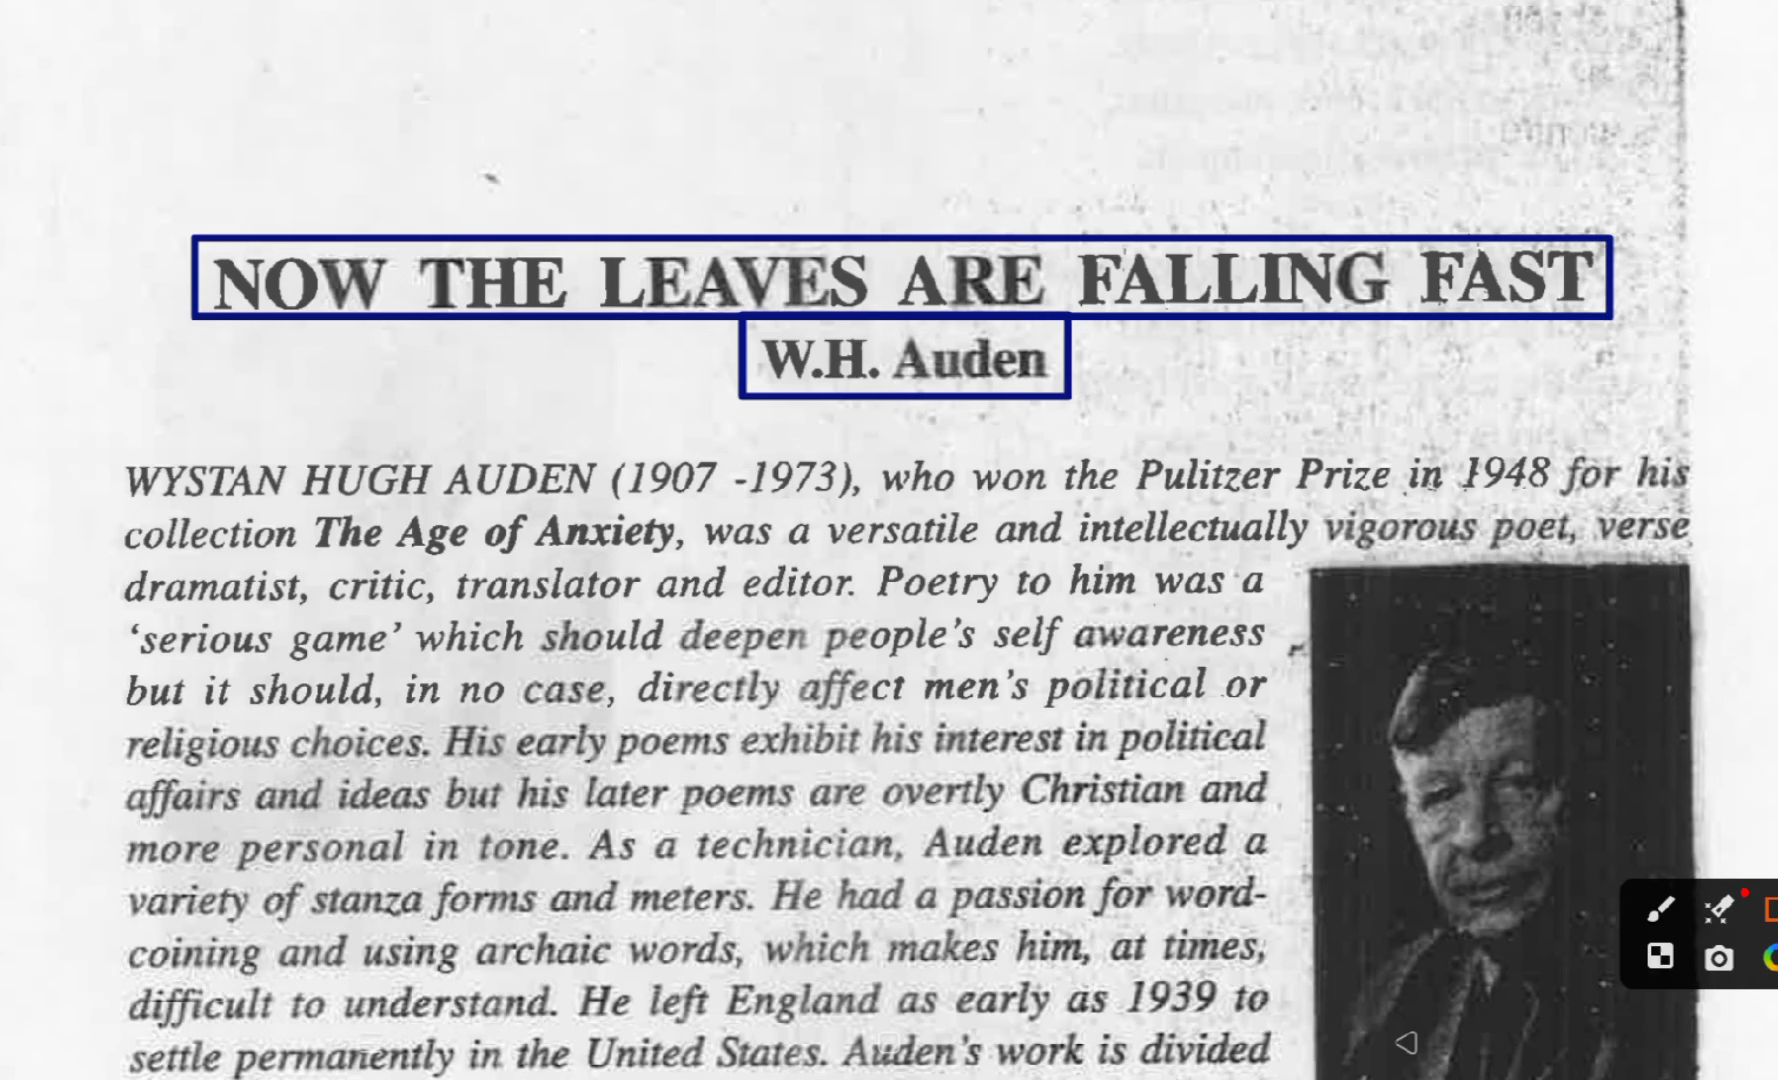 NOW THE LEAVES ARE FALLING FAST
W.H. Auden
WYSTAN HUGH AUDEN (1907 -1973), who won the Pulitzer Prize in 1948 for his
collection The Age of Anxiety, was a versatile and intellectually vigorous poet, verse
dramatist, critic, translator and editor. Poetry to him was a
‘serious game’ which should deepen people’s self awareness
but it should, in no case, directly affect men’s political or
religious choices. His early poems exhibit his interest in political
affairs and ideas but his later poems are overtly Christian and
more personal in tone. As a technician, Auden explored a
variety of stanza forms and meters. He had a passion for word-
coining and using archaic words, which makes him, at times,
difficult to understand. He left England as early as 1939 to
settle permanently in the United States. Auden’s work is divided